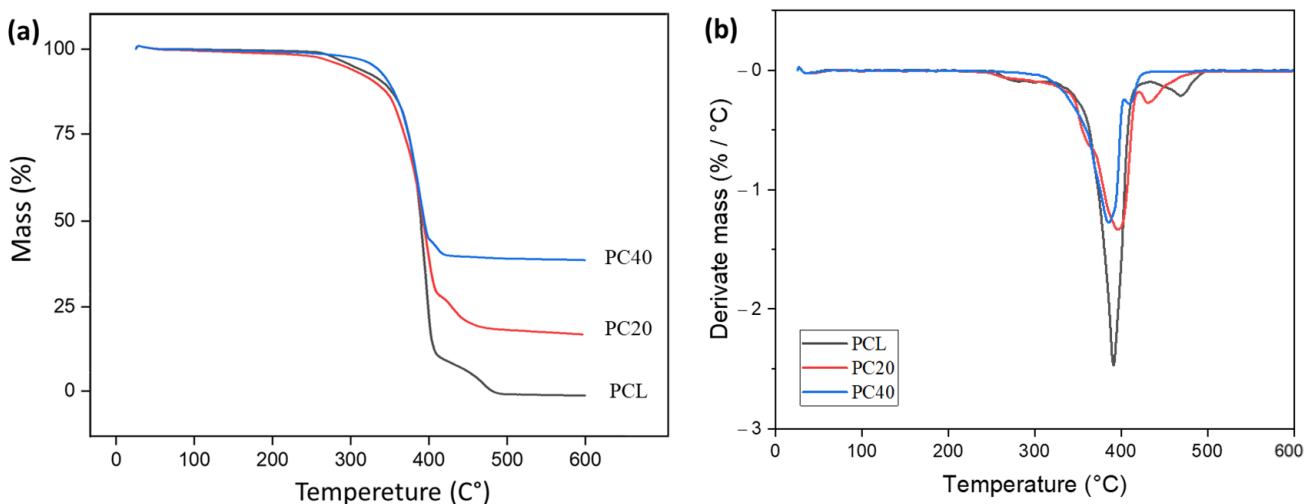 (a)
100
75
50
25
0
Mass (%)
PC40
PC20
PCL
0 100 200 300 400 500 600
Tempereture (C°)
(b)
– 0
– 1
– 2
– 3
Derivate mass (% / °C)
PCL
PC20
PC40
0 100 200 300 400 500 600
Temperature (°C)